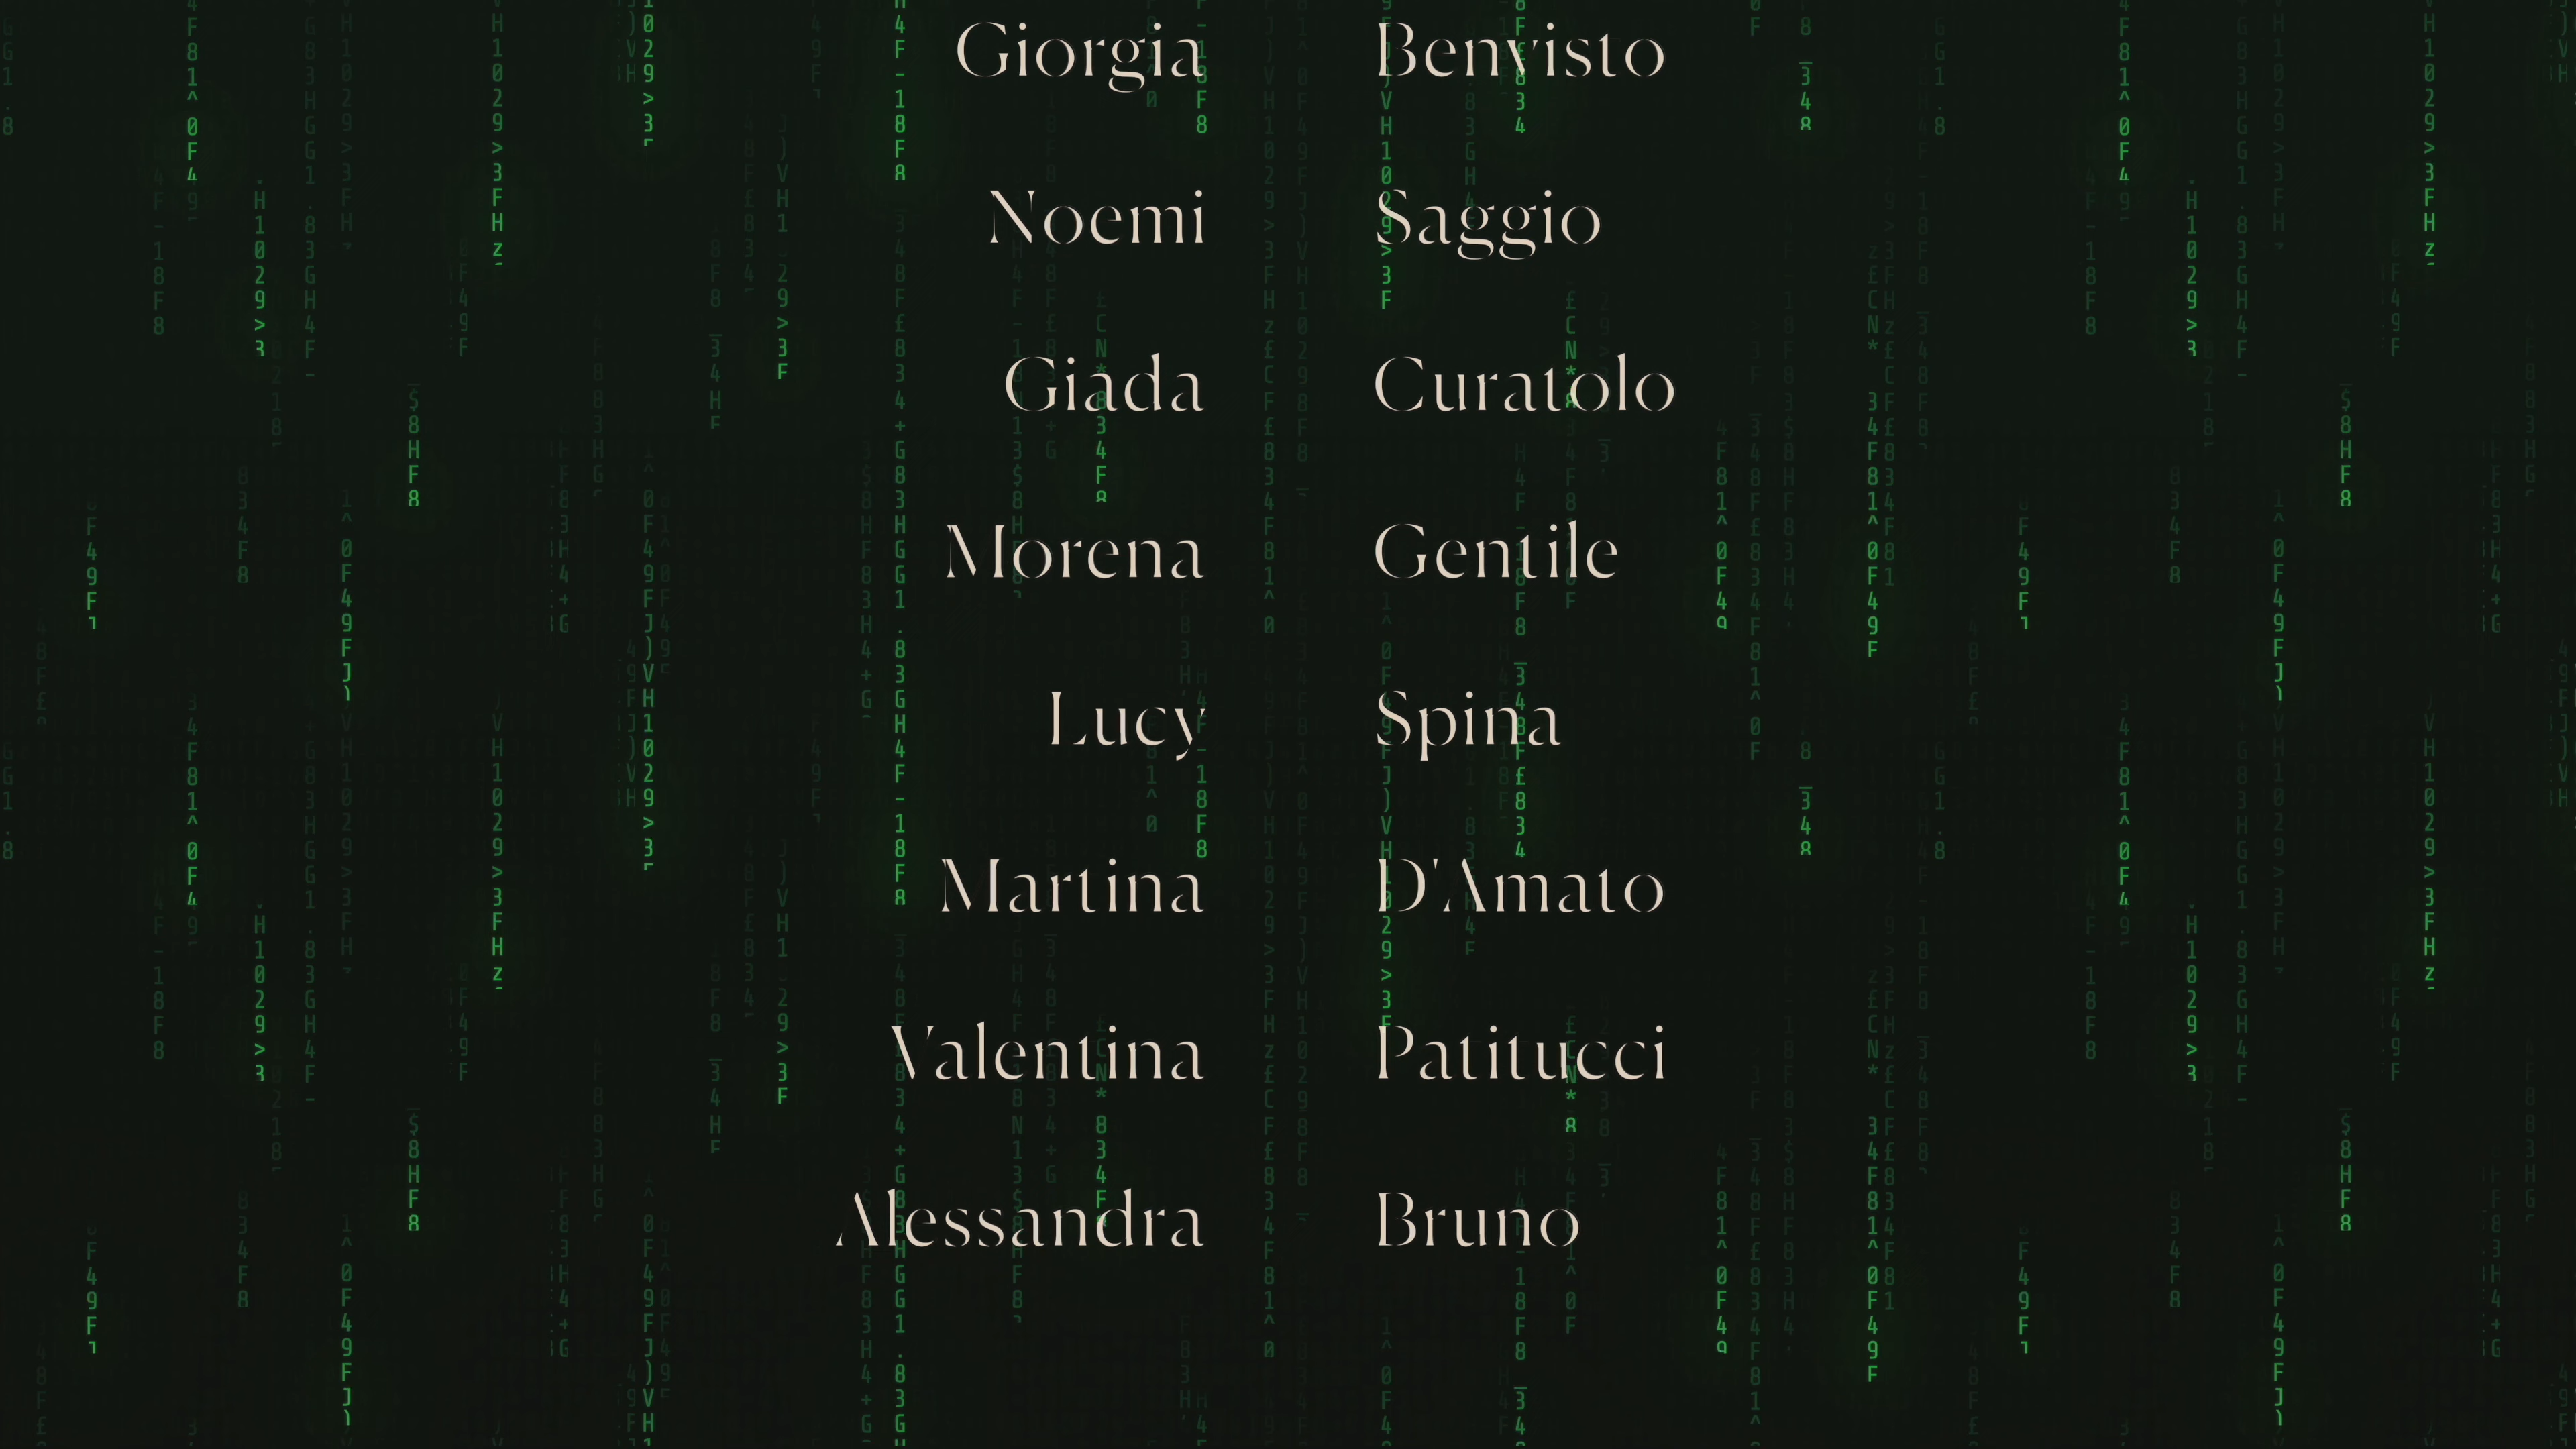 Giorgia Benvisto
Noemi Saggio
Giada Curatolo
Morena Gentile
Lucy Spina
Martina D'Amato
Valentina Patitucci
Alessandra Bruno